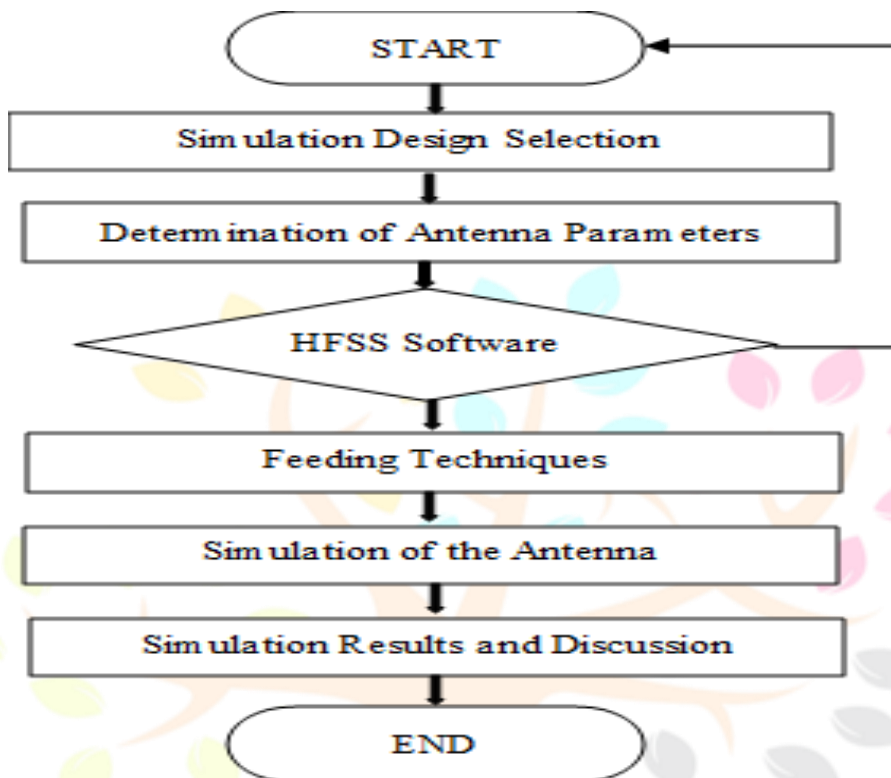 START
Simulation Design Selection
Determination of Antenna Parameters
HFSS Software
Feeding Techniques
Simulation of the Antenna
Simulation Results and Discussion
END